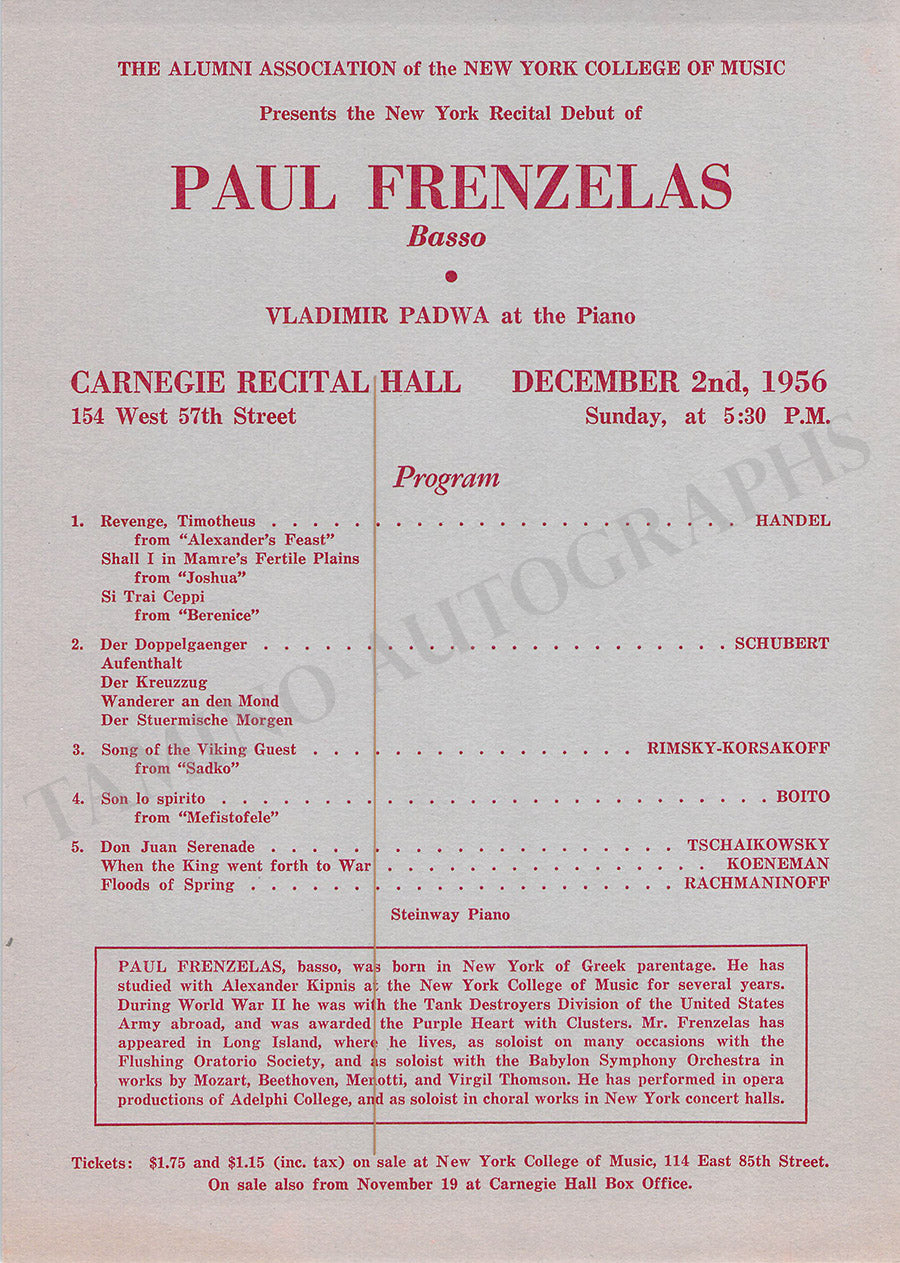 THE ALUMNI ASSOCIATION of the NEW YORK COLLEGE OF MUSIC
Presents the New York Recital Debut of
PAUL FRENZELAS
Basso
VLADIMIR PADWA at the Piano
CARNEGIE RECITAL HALL DECEMBER 2nd, 1956
154 West 57th Street Sunday, at 5:30 P.M.
Program
1. Revenge, Timotheus . . . . . . . . . . . . . . . . . . . . . . . . . HANDEL
from “Alexander’s Feast”
Shall I in Mamre’s Fertile Plains
from “Joshua”
Si Trai Ceppi
from “Berenice”
2. Der Doppelgaenger . . . . . . . . . . . . . . . . . . . . . . . . SCHUBERT
Aufenthalt
Der Kreuzzug
Wanderer an den Mond
Der Stuermische Morgen
3. Song of the Viking Guest . . . . . . . . . . . . . . . . . RIMSKY-KORSAKOFF
from “Sadko”
4. Son lo spirito . . . . . . . . . . . . . . . . . . . . . . . . . . . . BOITO
from “Mefistofele”
5. Don Juan Serenade . . . . . . . . . . . . . . . . . . . . . TSCHAIKOWSKY
When the King went forth to War . . . . . . . . . . . . . . . . KOENEMAN
Floods of Spring . . . . . . . . . . . . . . . . . . . . . . RACHMANINOFF
Steinway Piano
PAUL FRENZELAS, basso, was born in New York of Greek parentage. He has
studied with Alexander Kipnis at the New York College of Music for several years.
During World War II he was with the Tank Destroyers Division of the United States
Army abroad, and was awarded the Purple Heart with Clusters. Mr. Frenzelas has
appeared in Long Island, where he lives, as soloist on many occasions with the
Flushing Oratorio Society, and as soloist with the Babylon Symphony Orchestra in
works by Mozart, Beethoven, Menotti, and Virgil Thomson. He has performed in opera
productions of Adelphi College, and as soloist in choral works in New York concert halls.
Tickets: $1.75 and $1.15 (inc. tax) on sale at New York College of Music, 114 East 85th Street.
On sale also from November 19 at Carnegie Hall Box Office.
TAMINO AUTOGRAPHS